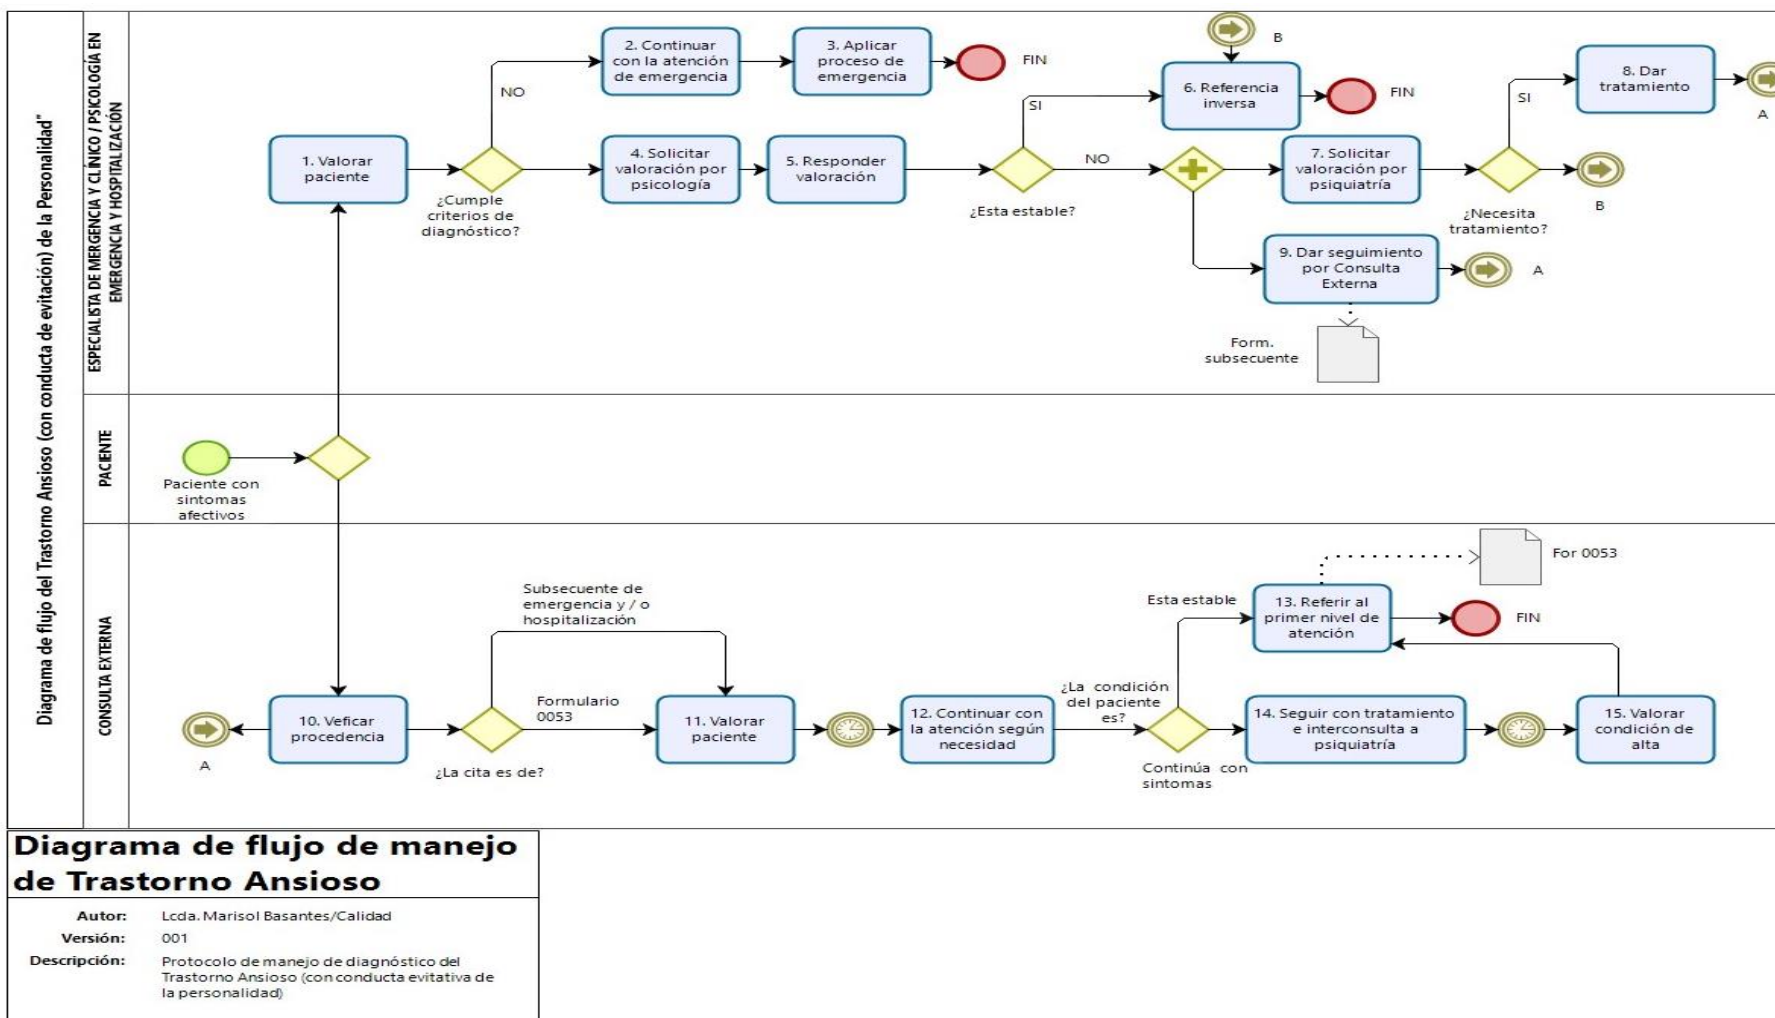 Diagrama de flujo del Trastorno Ansioso (con conducta de evitación) de la Personalidad"
ESPECIALISTA DE MERGENCIA Y CLÍNICO / PSICOLOGIA EN
EMERGENCIA Y HOSPITALIZACIÓN
1. Valorar
paciente
¿Cumple
criterios de
diagnóstico?
NO
2. Continuar
con la atención
de emergencia
3. Aplicar
proceso de
emergencia
FIN
4. Solicitar
valoración por
psicología
5. Responder
valoración
¿Esta estable?
SI
NO
B
6. Referencia
inversa
FIN
7. Solicitar
valoración por
psiquiatría
¿Necesita
tratamiento?
SI
8. Dar
tratamiento
A
B
9. Dar seguimiento
por Consulta
Externa
A
Form.
subsecuente
PACIENTE
Paciente con
sintomas
afectivos
CONSULTA EXTERNA
A
10. Veficar
procedencia
¿La cita es de?
Subsecuente de
emergencia y / o
hospitalización
Formulario
0053
11. Valorar
paciente
12. Continuar con
la atención según
necesidad
¿La condición
del paciente
es?
Esta estable
Continúa con
sintomas
13. Referir al
primer nivel de
atención
For 0053
FIN
14. Seguir con tratamiento
e interconsulta a
psiquiatría
15. Valorar
condición de
alta
Diagrama de flujo de manejo
de Trastorno Ansioso
Autor: Lcda. Marisol Basantes/Calidad
Versión: 001
Descripción: Protocolo de manejo de diagnóstico del
Trastorno Ansioso (con conducta evitativa de
la personalidad)